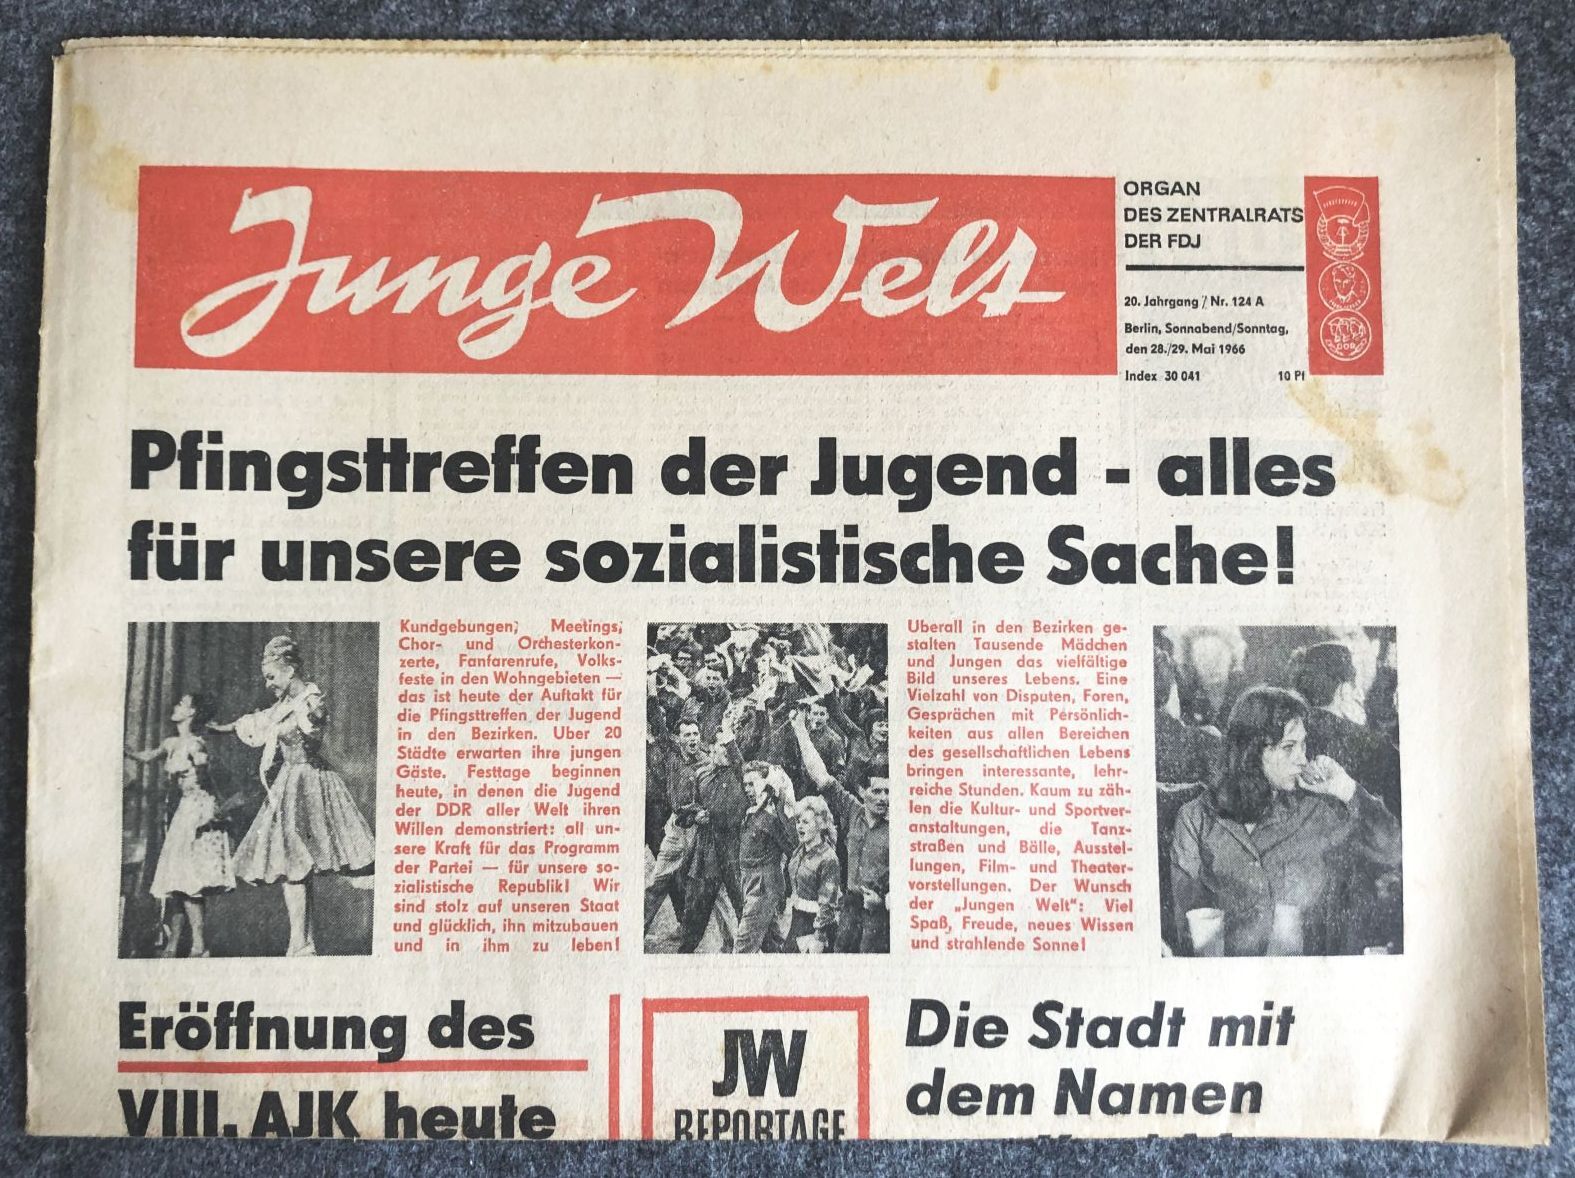 Junge Welt
ORGAN
DES ZENTRALRATS
DER FDJ
20. Jahrgang / Nr. 124 A
Berlin, Sonnabend/Sonntag,
den 28./29. Mai 1966
Index 30 041 10 Pf
Pfingsttreffen der Jugend - alles
für unsere sozialistische Sache!
Kundgebungen, Meetings,
Chor- und Orchesterkon-
zerte, Fanfarenrufe, Volks-
feste in den Wohngebieten —
das ist heute der Auftakt für
die Pfingsttreffen der Jugend
in den Bezirken. Uber 20
Städte erwarten ihre jungen
Gäste. Festtage beginnen
heute, in denen die Jugend
der DDR aller Welt ihren
Willen demonstriert: all un-
sere Kraft für das Programm
der Partei — für unsere so-
zialistische Republik! Wir
sind stolz auf unseren Staat
und glücklich, ihn mitzubauen
und in ihm zu leben!
Uberall in den Bezirken ge-
stalten Tausende Mädchen
und Jungen das vielfältige
Bild unseres Lebens. Eine
Vielzahl von Disputen, Foren,
Gesprächen mit Persönlich-
keiten aus allen Bereichen
des gesellschaftlichen Lebens
bringen interessante, lehr-
reiche Stunden. Kaum zu zäh-
len die Kultur- und Sportver-
anstaltungen, die Tanz-
straßen und Bälle, Ausstel-
lungen, Film- und Theater-
vorstellungen. Der Wunsch
der „Jungen Welt": Viel
Spaß, Freude, neues Wissen
und strahlende Sonne!
Eröffnung des
VIII. AJK heute
JW
REPORTAGE
Die Stadt mit
dem Namen